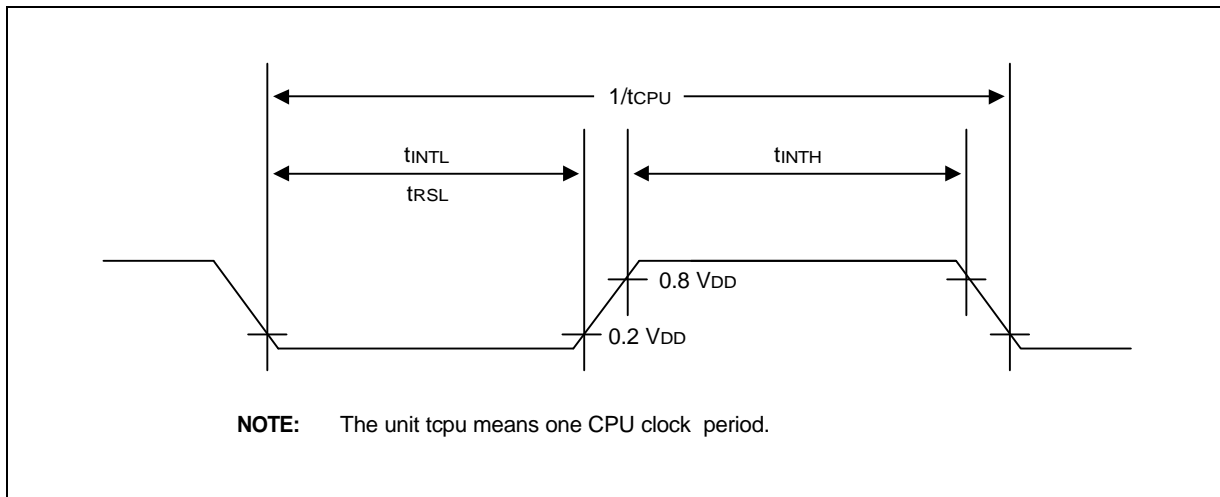 1/tCPU
tINTL
tINTH
tRSL
0.8 VDD
0.2 VDD
NOTE: The unit tcpu means one CPU clock period.